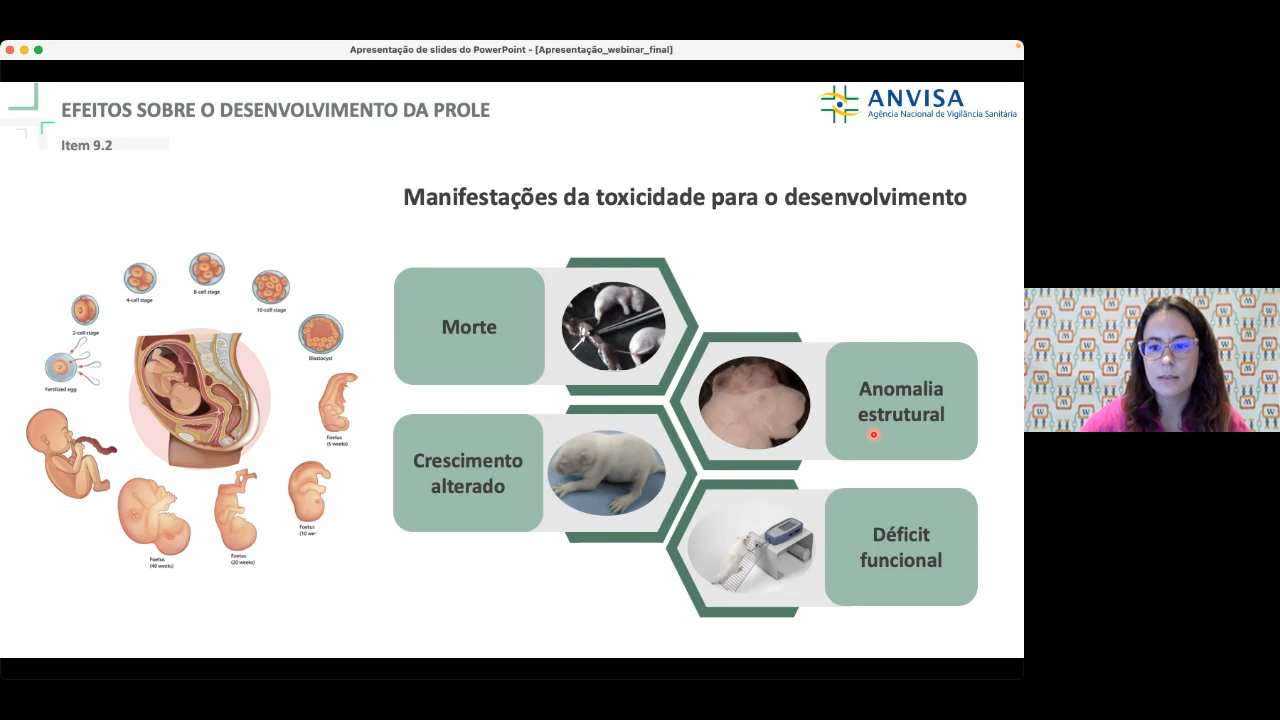 Apresentação de slides do PowerPoint - [Apresentação_webinar_final]
EFEITOS SOBRE O DESENVOLVIMENTO DA PROLE
Item 9.2
ANVISA
Agência Nacional de Vigilância Sanitária
Manifestações da toxicidade para o desenvolvimento
Morte
Anomalia
estrutural
Crescimento
alterado
Déficit
funcional
Fertilized egg
2-cell stage
4-cell stage
8-cell stage
16-cell stage
Blastocyst
Foetus
(5 weeks)
Foetus
(10 we
Foetus
(20 weeks)
Foetus
(40 weeks)